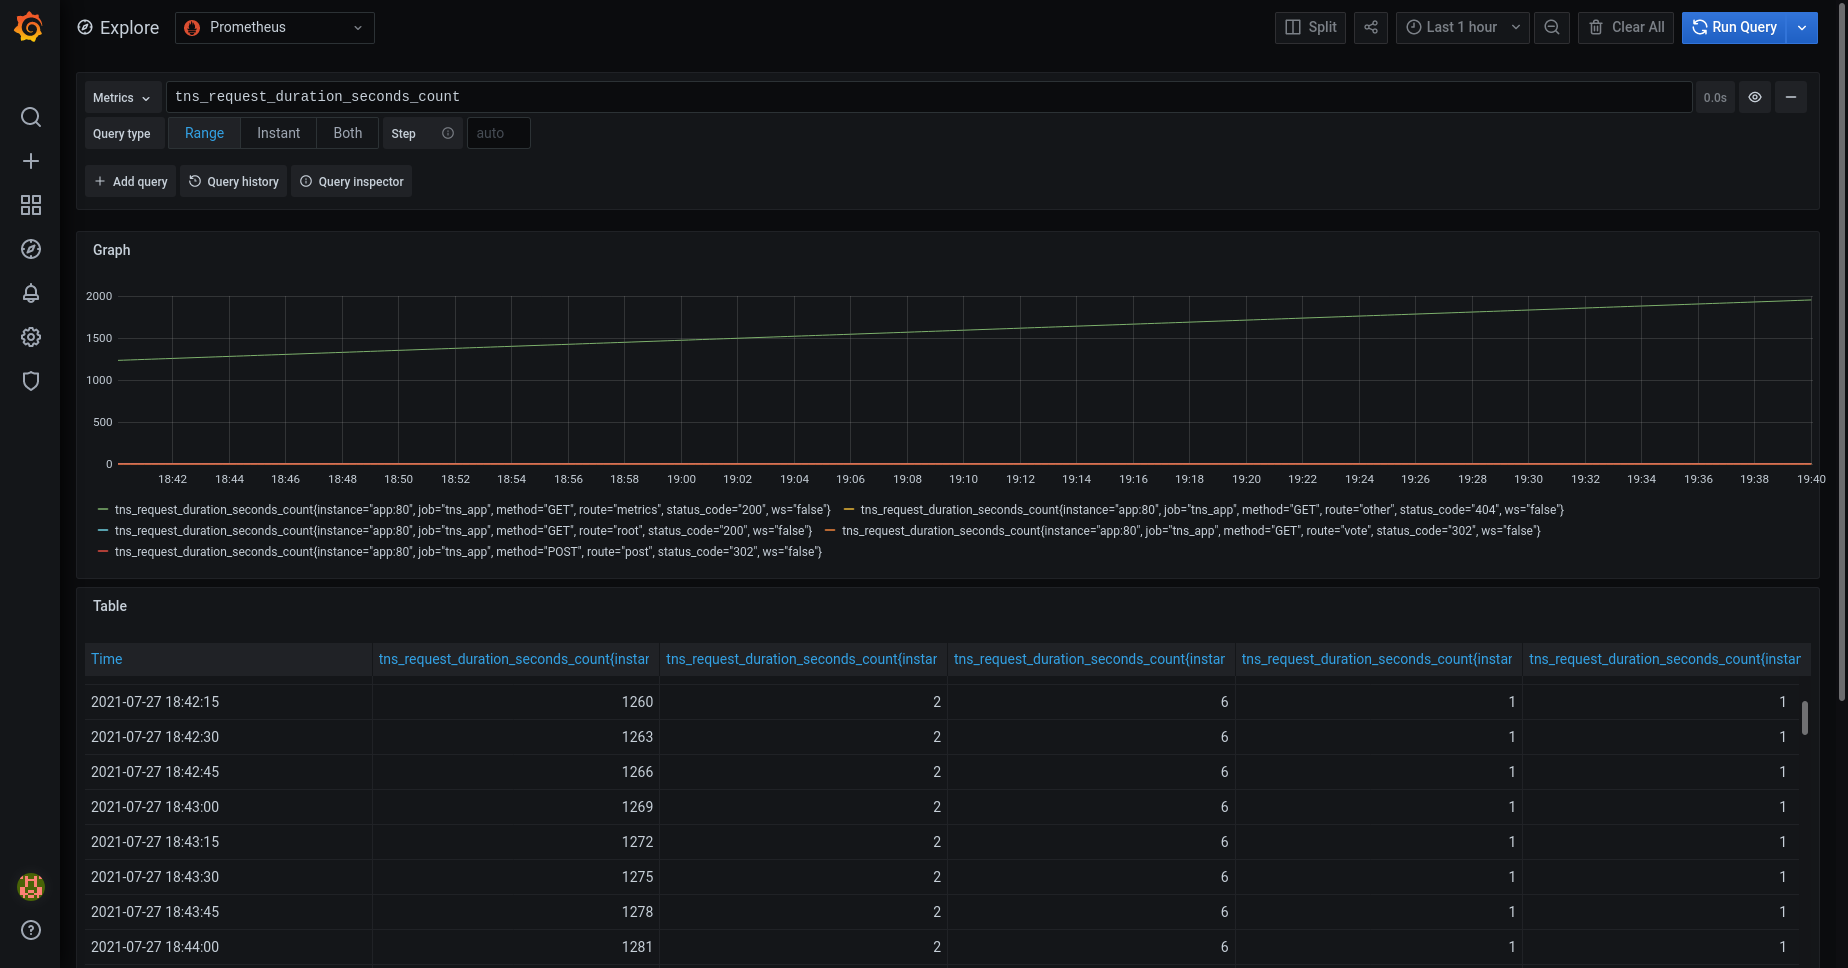 Explore Prometheus Split Last 1 hour Clear All Run Query
Metrics tns_request_duration_seconds_count 0.0s
Query type Range Instant Both Step auto
Add query Query history Query inspector
Graph
2000
1500
1000
500
0
18:42 18:44 18:46 18:48 18:50 18:52 18:54 18:56 18:58 19:00 19:02 19:04 19:06 19:08 19:10 19:12 19:14 19:16 19:18 19:20 19:22 19:24 19:26 19:28 19:30 19:32 19:34 19:36 19:38 19:40
tns_request_duration_seconds_count{instance="app:80", job="tns_app", method="GET", route="metrics", status_code="200", ws="false"} tns_request_duration_seconds_count{instance="app:80", job="tns_app", method="GET", route="other", status_code="404", ws="false"}
tns_request_duration_seconds_count{instance="app:80", job="tns_app", method="GET", route="root", status_code="200", ws="false"} tns_request_duration_seconds_count{instance="app:80", job="tns_app", method="GET", route="vote", status_code="302", ws="false"}
tns_request_duration_seconds_count{instance="app:80", job="tns_app", method="POST", route="post", status_code="302", ws="false"}
Table
Time tns_request_duration_seconds_count{instar tns_request_duration_seconds_count{instar tns_request_duration_seconds_count{instar tns_request_duration_seconds_count{instar tns_request_duration_seconds_count{instar
2021-07-27 18:42:15 1260 2 6 1 1
2021-07-27 18:42:30 1263 2 6 1 1
2021-07-27 18:42:45 1266 2 6 1 1
2021-07-27 18:43:00 1269 2 6 1 1
2021-07-27 18:43:15 1272 2 6 1 1
2021-07-27 18:43:30 1275 2 6 1 1
2021-07-27 18:43:45 1278 2 6 1 1
2021-07-27 18:44:00 1281 2 6 1 1